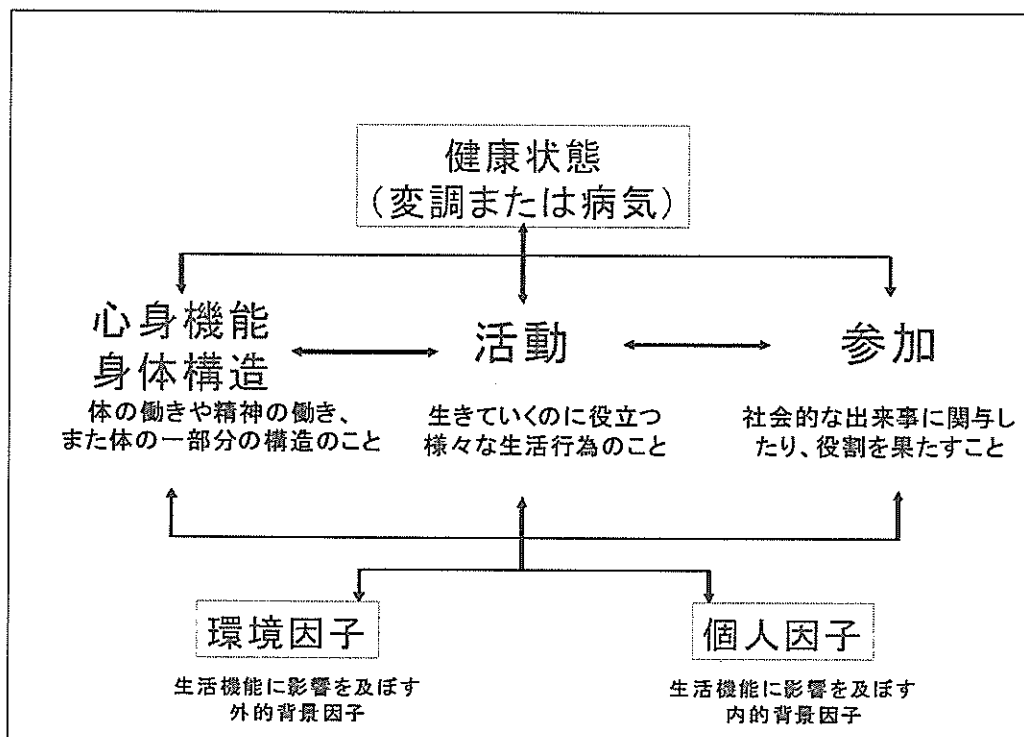 健康状態
(変調または病気)
心身機能
身体構造
体の働きや精神の働き、
また体の一部分の構造のこと
活動
生きていくのに役立つ
様々な生活行為のこと
参加
社会的な出来事に関与し
たり、役割を果たすこと
環境因子
生活機能に影響を及ぼす
外的背景因子
個人因子
生活機能に影響を及ぼす
内的背景因子